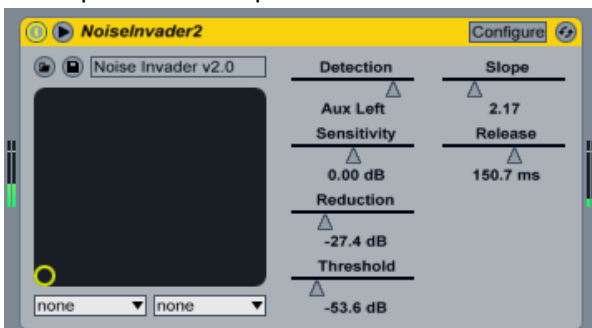 NoiseInvader2 Configure
Noise Invader v2.0
Detection Slope
Aux Left 2.17
Sensitivity Release
0.00 dB 150.7 ms
Reduction
-27.4 dB
Threshold
-53.6 dB
none none